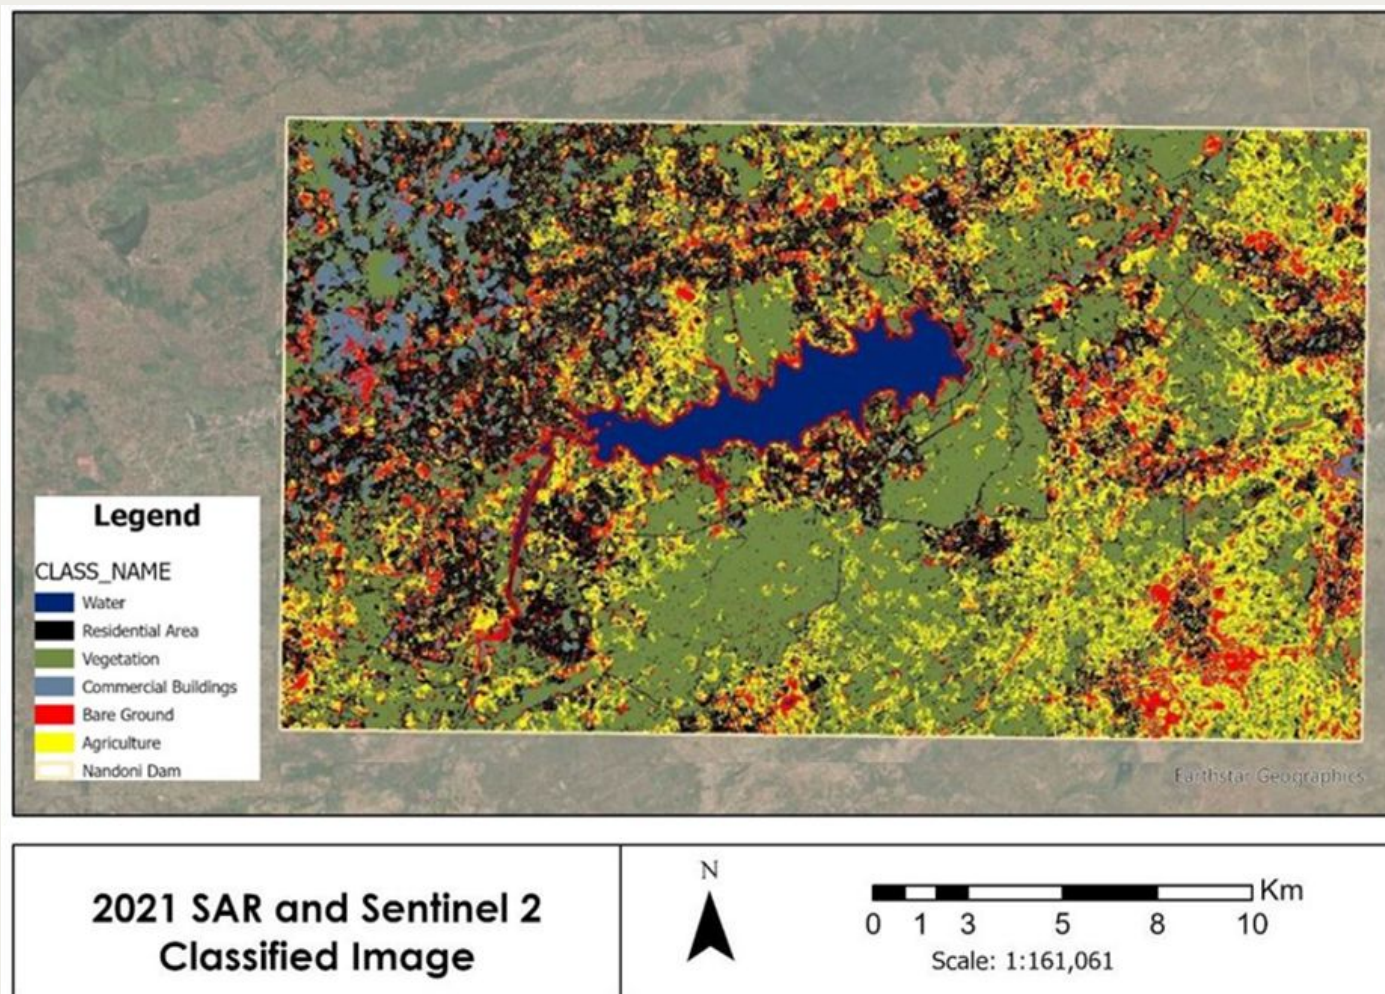 Legend
CLASS_NAME
Water
Residential Area
Vegetation
Commercial Buildings
Bare Ground
Agriculture
Nandoni Dam
Earthstar Geographics
2021 SAR and Sentinel 2
Classified Image
N
Km
0 1 3 5 8 10
Scale: 1:161,061